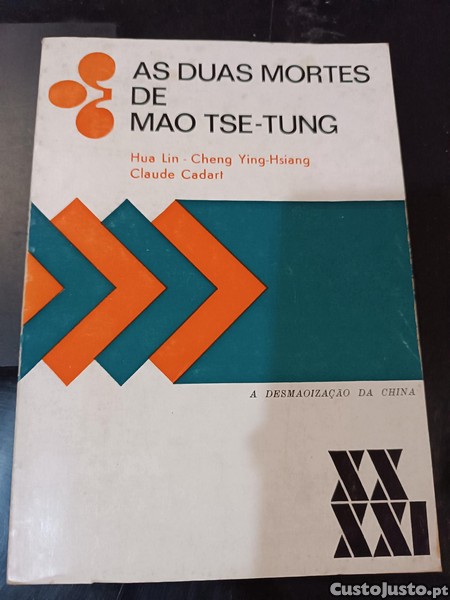 AS DUAS MORTES
DE
MAO TSE-TUNG
Hua Lin - Cheng Ying-Hsiang
Claude Cadart
A DESMAOIZAÇÃO DA CHINA
XX
XXI
CustoJusto.pt